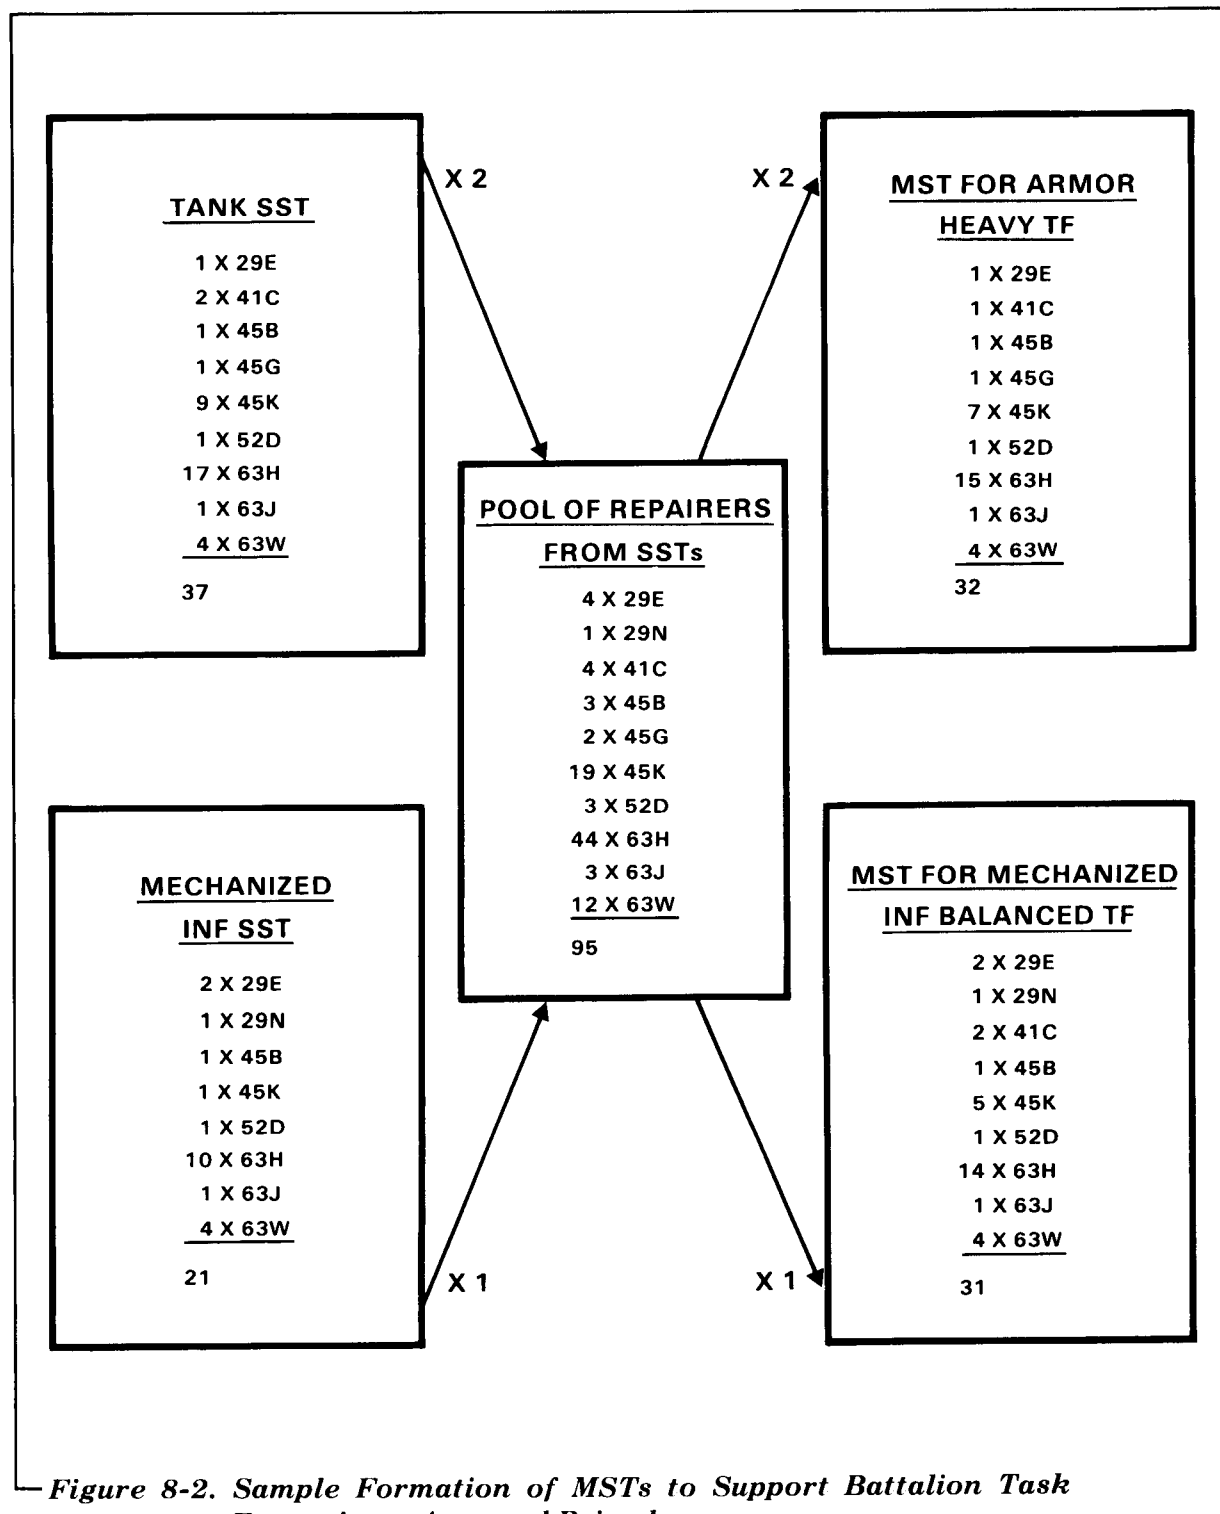 TANK SST
1 X 29E
2 X 41C
1 X 45B
1 X 45G
9 X 45K
1 X 52D
17 X 63H
1 X 63J
4 X 63W
37
X 2
X 2
MST FOR ARMOR
HEAVY TF
1 X 29E
1 X 41C
1 X 45B
1 X 45G
7 X 45K
1 X 52D
15 X 63H
1 X 63J
4 X 63W
32
POOL OF REPAIRERS
FROM SSTs
4 X 29E
1 X 29N
4 X 41C
3 X 45B
2 X 45G
19 X 45K
3 X 52D
44 X 63H
3 X 63J
12 X 63W
95
MECHANIZED
INF SST
2 X 29E
1 X 29N
1 X 45B
1 X 45K
1 X 52D
10 X 63H
1 X 63J
4 X 63W
21
X 1
X 1
MST FOR MECHANIZED
INF BALANCED TF
2 X 29E
1 X 29N
2 X 41C
1 X 45B
5 X 45K
1 X 52D
14 X 63H
1 X 63J
4 X 63W
31
Figure 8-2. Sample Formation of MSTs to Support Battalion Task